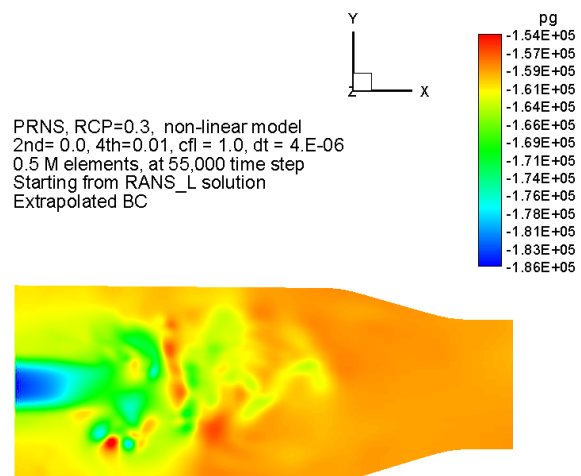 pg
Y
Z
X
-1.54E+05
-1.57E+05
-1.59E+05
-1.61E+05
-1.64E+05
-1.66E+05
-1.69E+05
-1.71E+05
-1.74E+05
-1.76E+05
-1.78E+05
-1.81E+05
-1.83E+05
-1.86E+05
PRNS, RCP=0.3, non-linear model
2nd= 0.0, 4th=0.01, cfl = 1.0, dt = 4.E-06
0.5 M elements, at 55,000 time step
Starting from RANS_L solution
Extrapolated BC